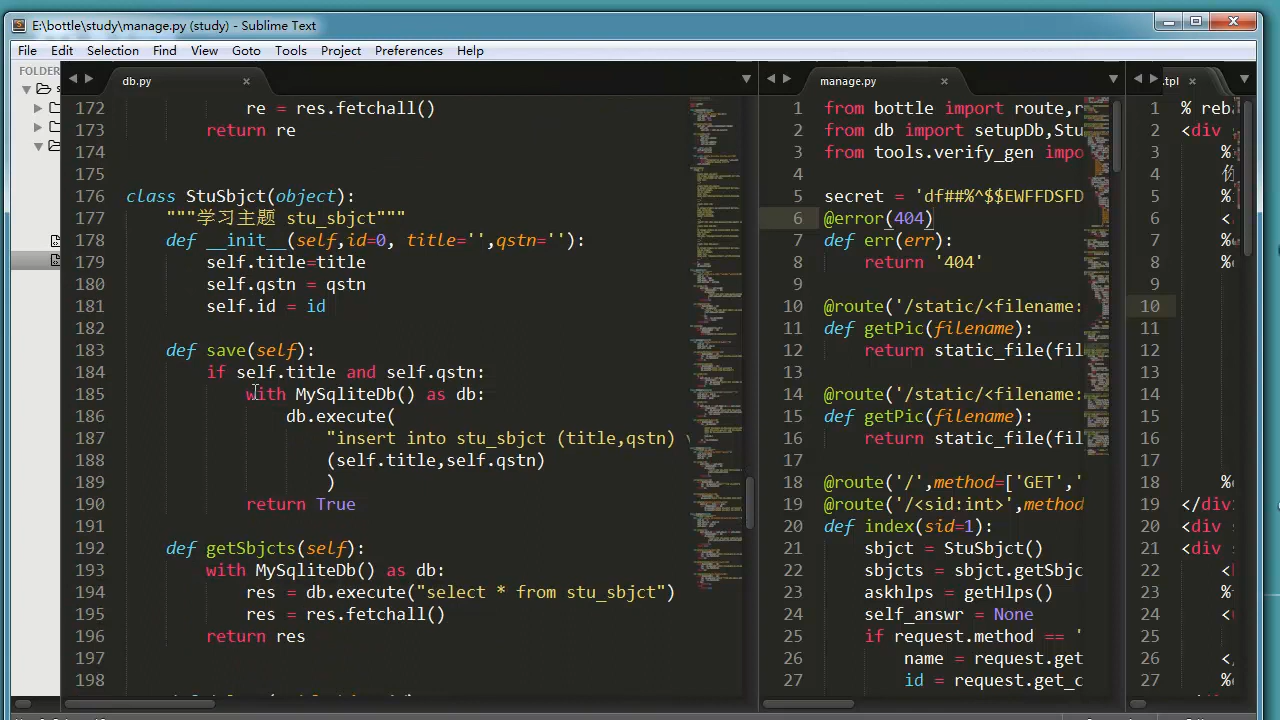 E:\bottle\study\manage.py (study) - Sublime Text
File Edit Selection Find View Goto Tools Project Preferences Help
FOLDER
db.py
172 re = res.fetchall()
173 return re
174
175
176 class StuSbjct(object):
177 """学习主题 stu_sbjct"""
178 def __init__(self,id=0, title='',qstn=''):
179 self.title=title
180 self.qstn = qstn
181 self.id = id
182
183 def save(self):
184 if self.title and self.qstn:
185 with MySqliteDb() as db:
186 db.execute(
187 "insert into stu_sbjct (title,qstn) v
188 (self.title,self.qstn)
189 )
190 return True
191
192 def getSbjcts(self):
193 with MySqliteDb() as db:
194 res = db.execute("select * from stu_sbjct")
195 res = res.fetchall()
196 return res
197
198
manage.py
1 from bottle import route,r
2 from db import setupDb,Stu
3 from tools.verify_gen impo
4
5 secret = 'df##%^$$EWFFDSFD
6 @error(404)
7 def err(err):
8 return '404'
9
10 @route('/static/<filename:
11 def getPic(filename):
12 return static_file(fil
13
14 @route('/static/<filename:
15 def getPic(filename):
16 return static_file(fil
17
18 @route('/',method=['GET','
19 @route('/<sid:int>',method
20 def index(sid=1):
21 sbjct = StuSbjct()
22 sbjcts = sbjct.getSbjc
23 askhlps = getHlps()
24 self_answr = None
25 if request.method == '
26 name = request.get
27 id = request.get_c
.tpl
1 % reba
2 <div
3 %
4 你
5 %
6 <
7 %
8 %
9
10
11
12
13
14
15
16
17
18 %
19 </div
20 <div
21 <div
22 <
23 %
24 <
25
26 </
27 %